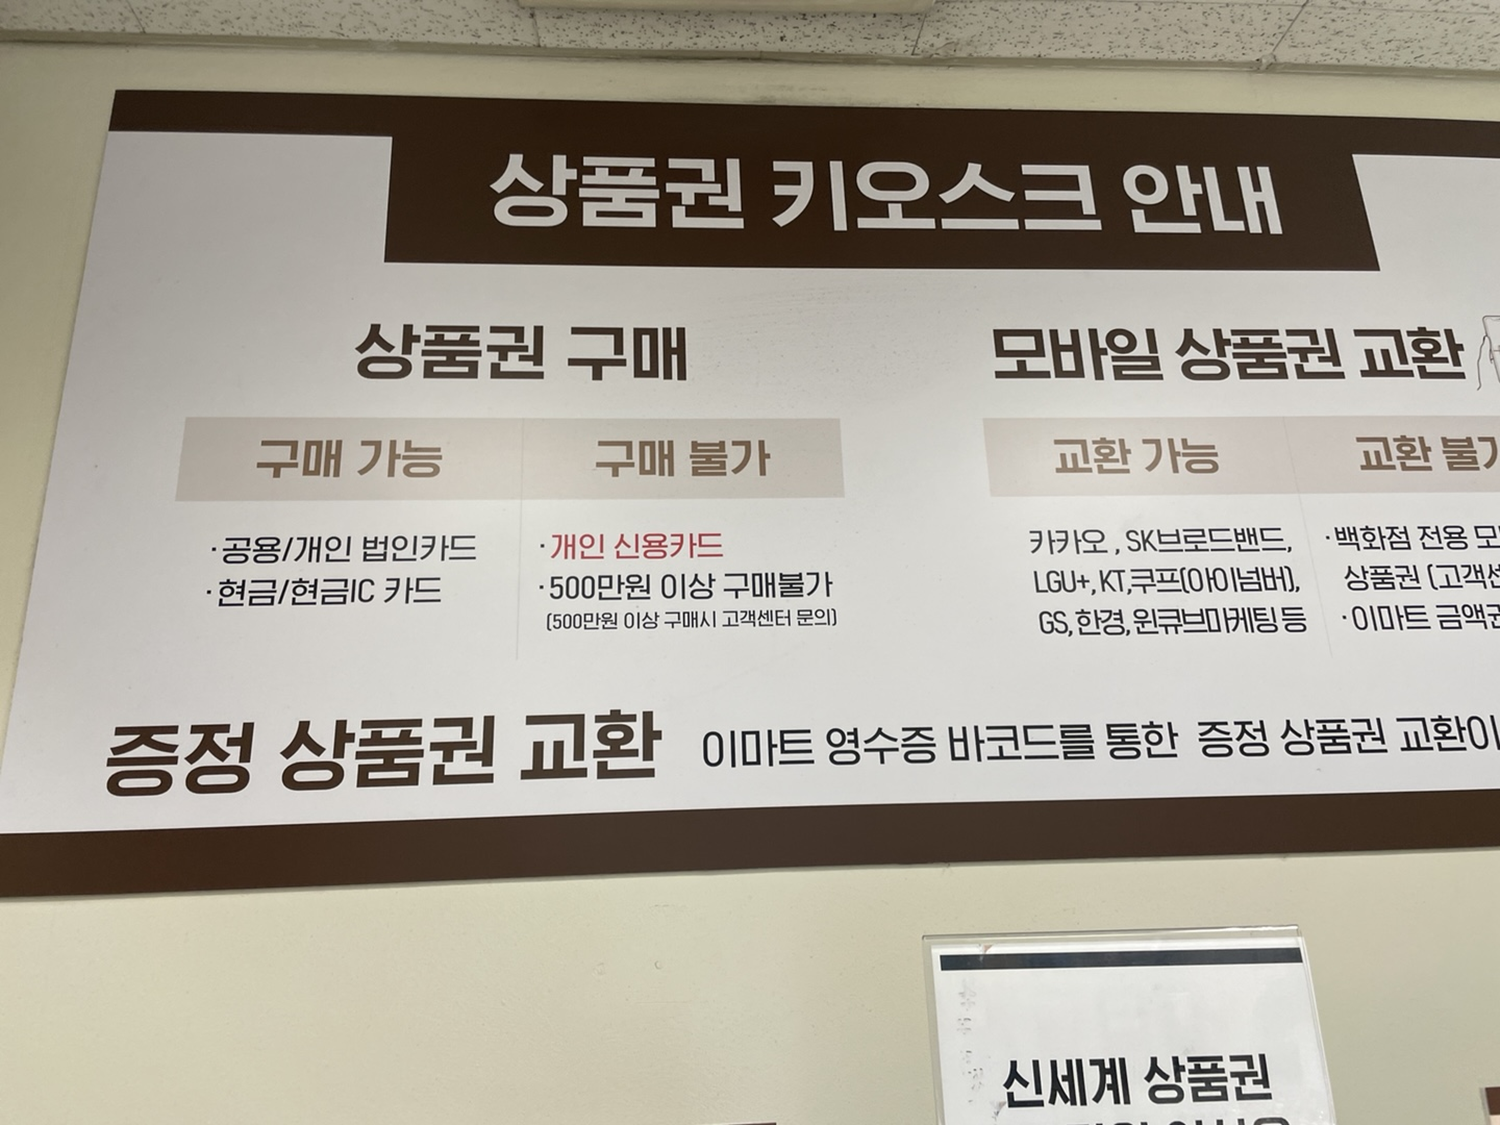 상품권 키오스크 안내
상품권 구매
구매 가능
구매 불가
·공용/개인 법인카드
·현금/현금IC 카드
·개인 신용카드
·500만원 이상 구매불가
(500만원 이상 구매시 고객센터 문의)
모바일 상품권 교환
교환 가능
교환
카카오 , SK브로드밴드,
LGU+, KT,쿠프(아이넘버),
GS, 한경, 윈큐브마케팅 등
·백화점 전용
상품권
·이마트
증정 상품권 교환
이마트 영수증 바코드를 통한 증정 상품권 교환이
신세계 상품권